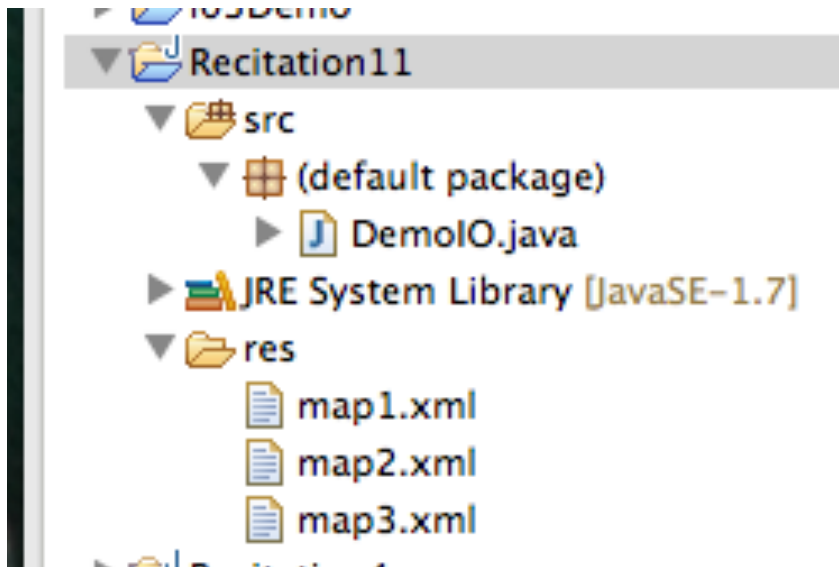 Recitation11
src
(default package)
DemoIO.java
JRE System Library [JavaSE-1.7]
res
map1.xml
map2.xml
map3.xml